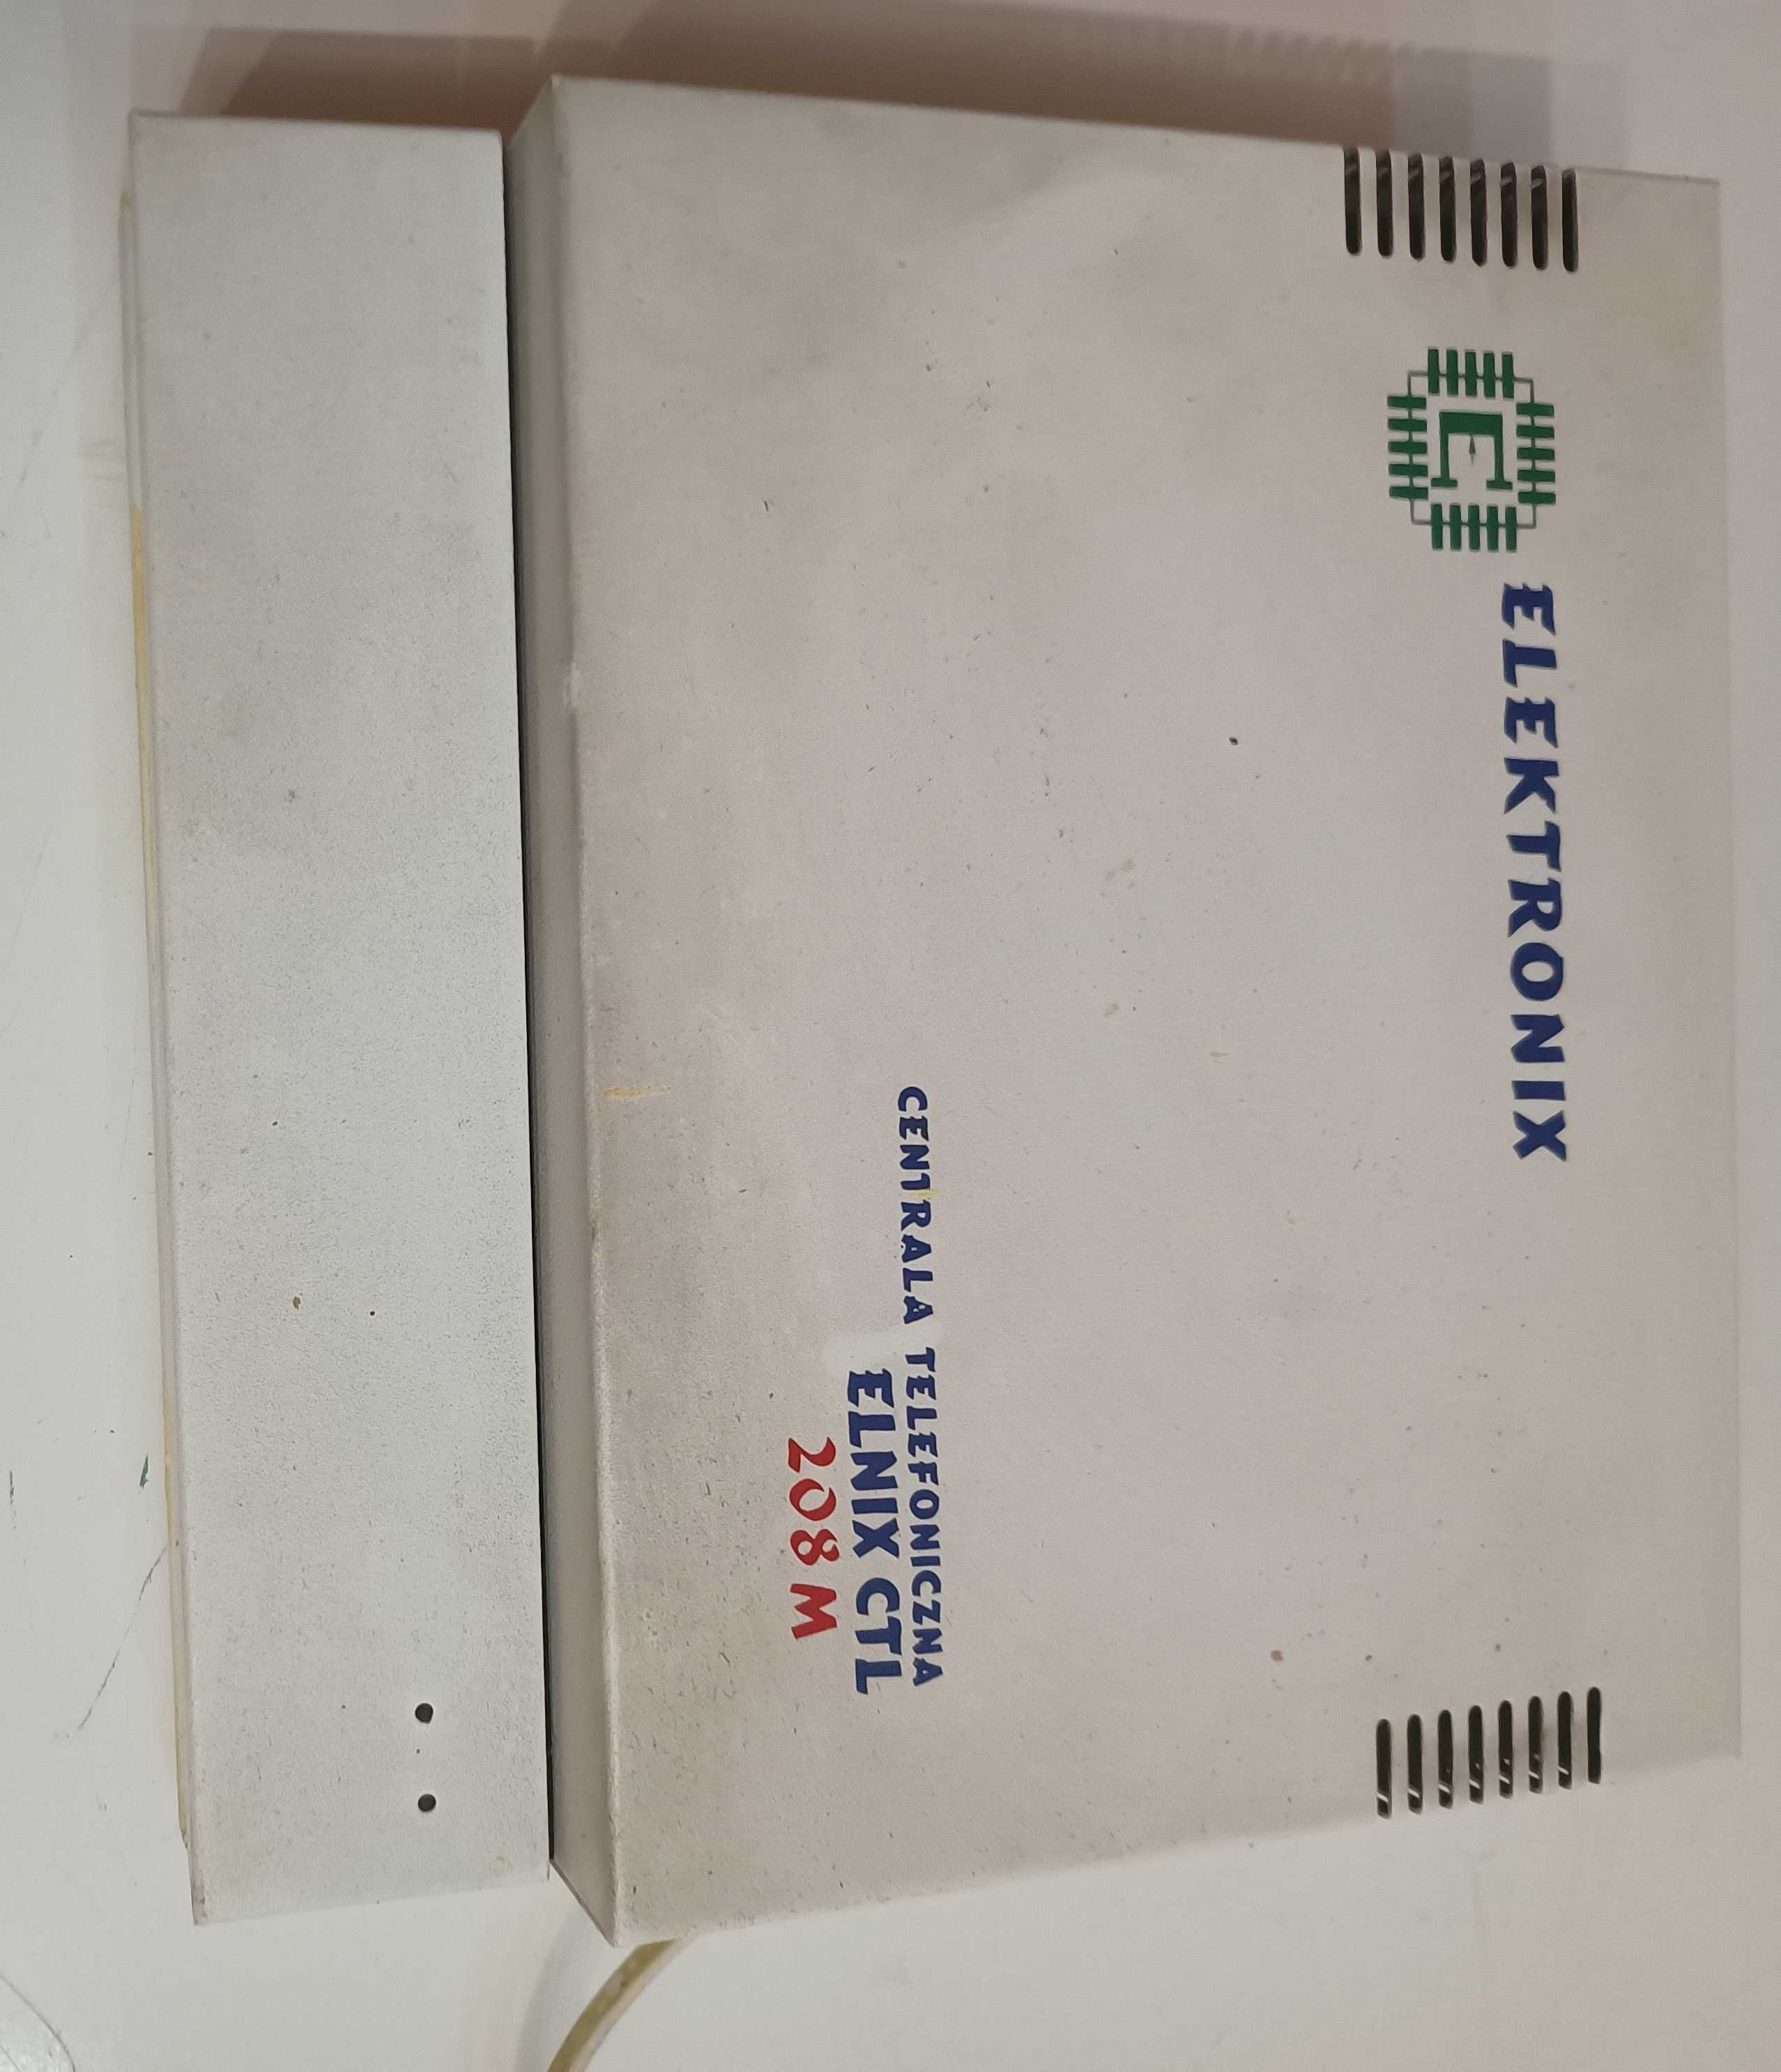 E
ELEKTRONIX
CENTRALA TELEFONICZNA
ELNIX CTL
208 M